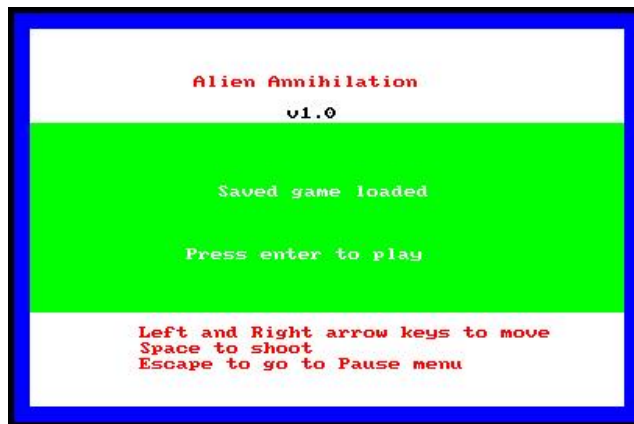 Alien Annihilation
v1.0
Saved game loaded
Press enter to play
Left and Right arrow keys to move
Space to shoot
Escape to go to Pause menu